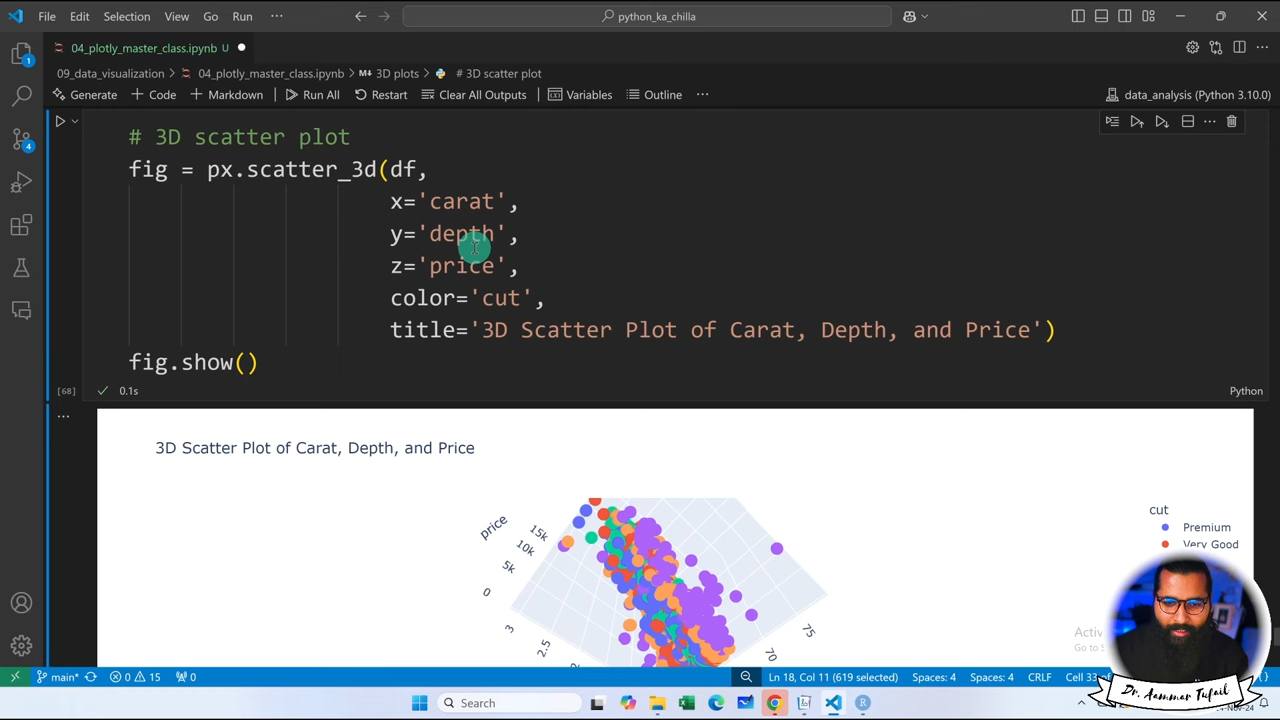 File Edit Selection View Go Run ··· python_ka_chilla
04_plotly_master_class.ipynb U
09_data_visualization > 04_plotly_master_class.ipynb > M↓ 3D plots > # 3D scatter plot
Generate + Code + Markdown Run All Restart Clear All Outputs Variables Outline ··· data_analysis (Python 3.10.0)
# 3D scatter plot
fig = px.scatter_3d(df,
x='carat',
y='depth',
z='price',
color='cut',
title='3D Scatter Plot of Carat, Depth, and Price')
fig.show()
[68] 0.1s Python
3D Scatter Plot of Carat, Depth, and Price
cut
Premium
Very Good
price
15k
10k
5k
0
3
2.5
75
70
Dr. Aammar Tufail
main* 0 15 0 Ln 18, Col 11 (619 selected) Spaces: 4 Spaces: 4 CRLF Cell 33
Search